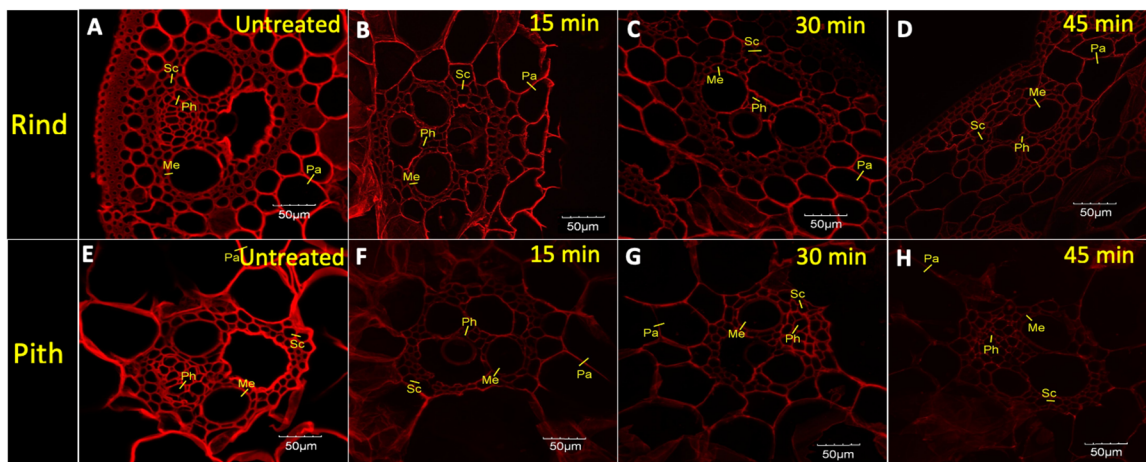 A Untreated
Sc
Ph
Me
Pa
50µm
B 15 min
Sc
Pa
Ph
Me
50µm
C 30 min
Sc
Me
Ph
Pa
50µm
D 45 min
Pa
Me
Sc
Ph
50µm
Rind
E Untreated
Pa
Sc
Ph
Me
50µm
F 15 min
Ph
Me
Pa
Sc
50µm
G 30 min
Sc
Pa
Me
Ph
50µm
H 45 min
Pa
Me
Ph
Sc
50µm
Pith